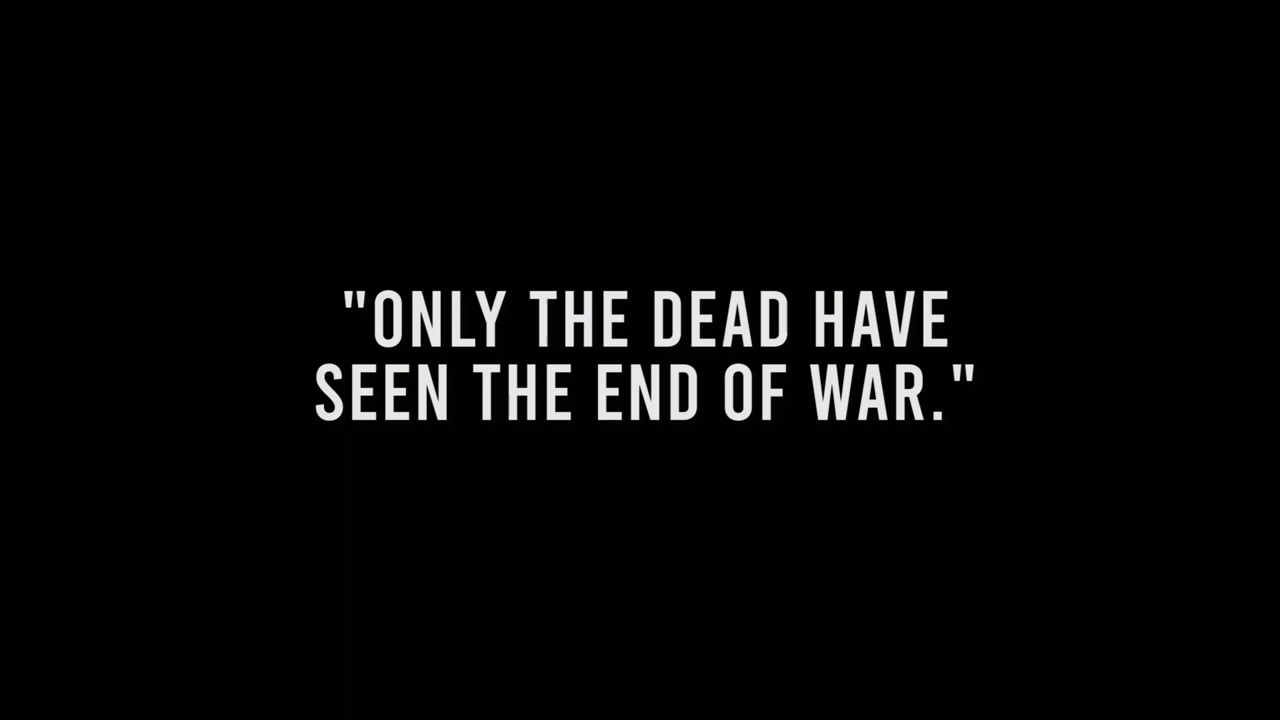 "ONLY THE DEAD HAVE
SEEN THE END OF WAR."